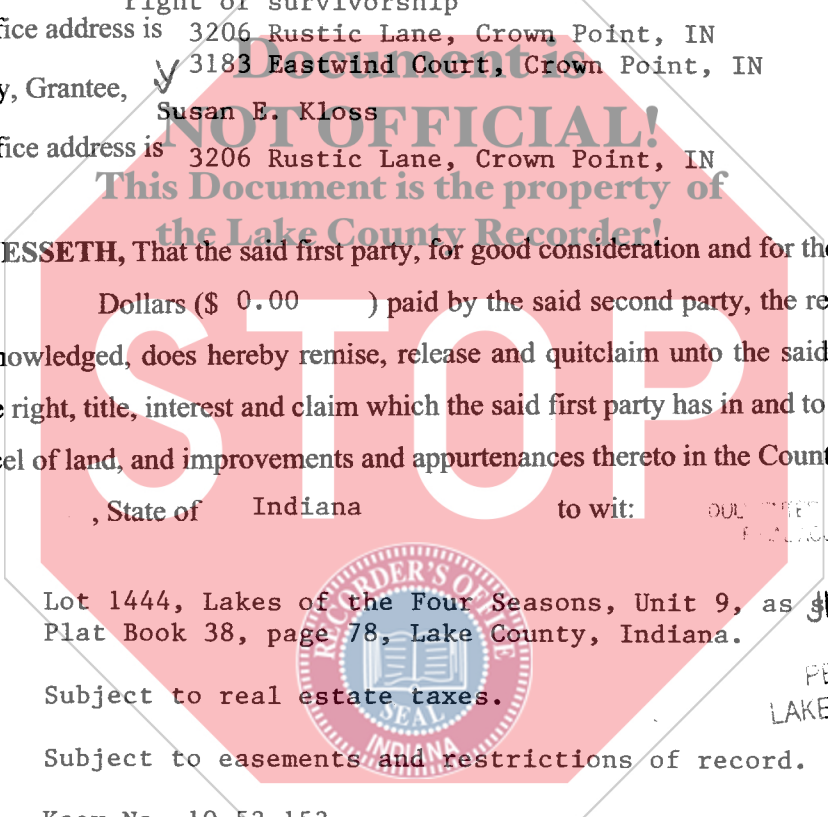 right of survivorship
fice address is 3206 Rustic Lane, Crown Point, IN
3183 Eastwind Court, Crown Point, IN
y, Grantee,
Susan E. Kloss
fice address is 3206 Rustic Lane, Crown Point, IN
Document is
NOT OFFICIAL!
This Document is the property of
the Lake County Recorder!
ESSETH, That the said first party, for good consideration and for the
Dollars ($ 0.00 ) paid by the said second party, the re
nowledged, does hereby remise, release and quitclaim unto the said
e right, title, interest and claim which the said first party has in and to
cel of land, and improvements and appurtenances thereto in the Count
STOP
, State of Indiana to wit:
Lot 1444, Lakes of the Four Seasons, Unit 9, as
Plat Book 38, page 78, Lake County, Indiana.
Subject to real estate taxes.
Subject to easements and restrictions of record.
RECORDER'S OFFICE
SEAL
INDIANA
PE
LAKE
Key No. 10-53-153